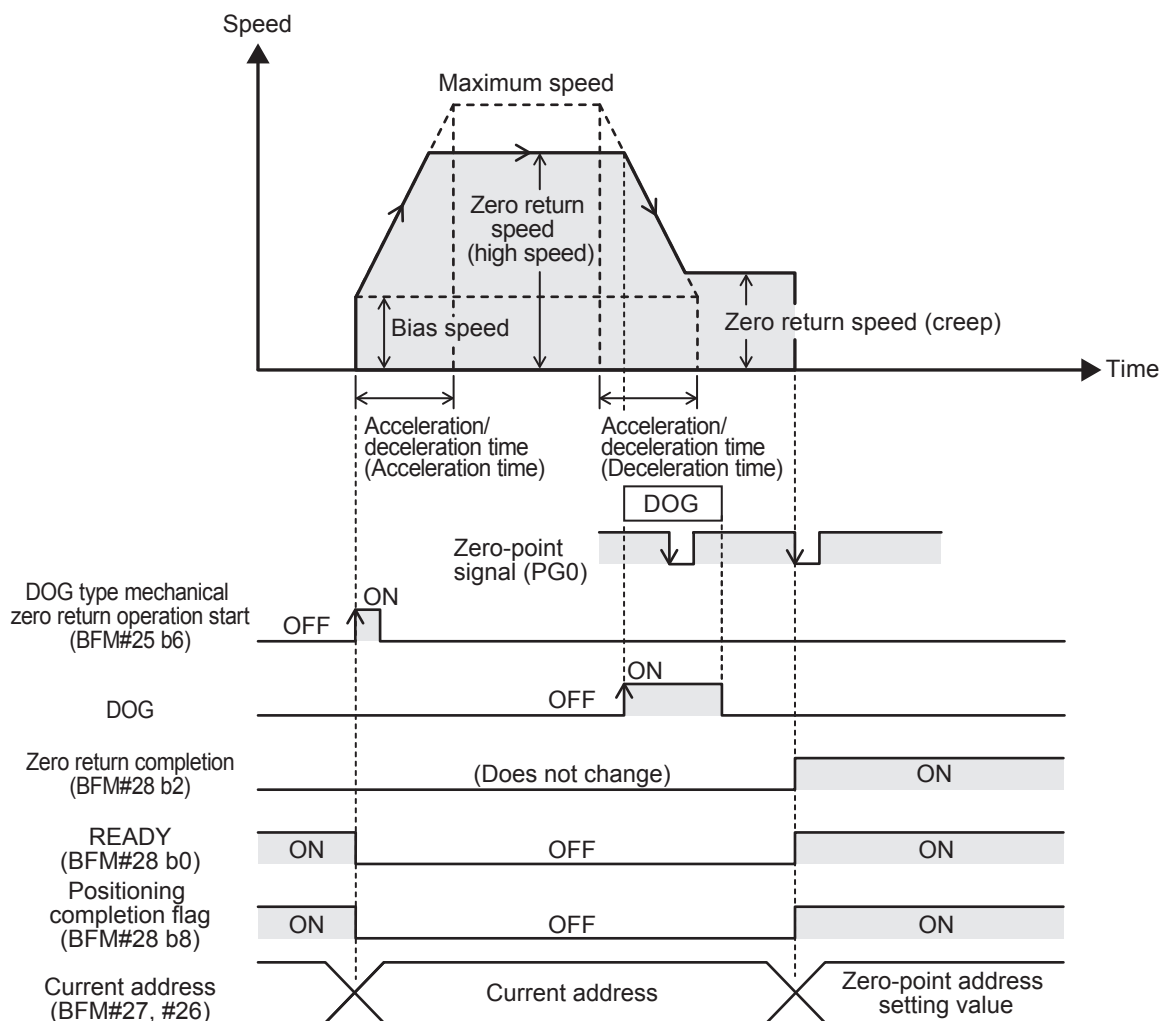 Speed
Maximum speed
Zero return
speed
(high speed)
Bias speed
Zero return speed (creep)
Time
Acceleration/
deceleration time
(Acceleration time)
Acceleration/
deceleration time
(Deceleration time)
DOG
Zero-point
signal (PG0)
DOG type mechanical
zero return operation start
(BFM#25 b6)
OFF
ON
DOG
OFF
ON
Zero return completion
(BFM#28 b2)
(Does not change)
ON
READY
(BFM#28 b0)
ON
OFF
ON
Positioning
completion flag
(BFM#28 b8)
ON
OFF
ON
Current address
(BFM#27, #26)
Current address
Zero-point address
setting value